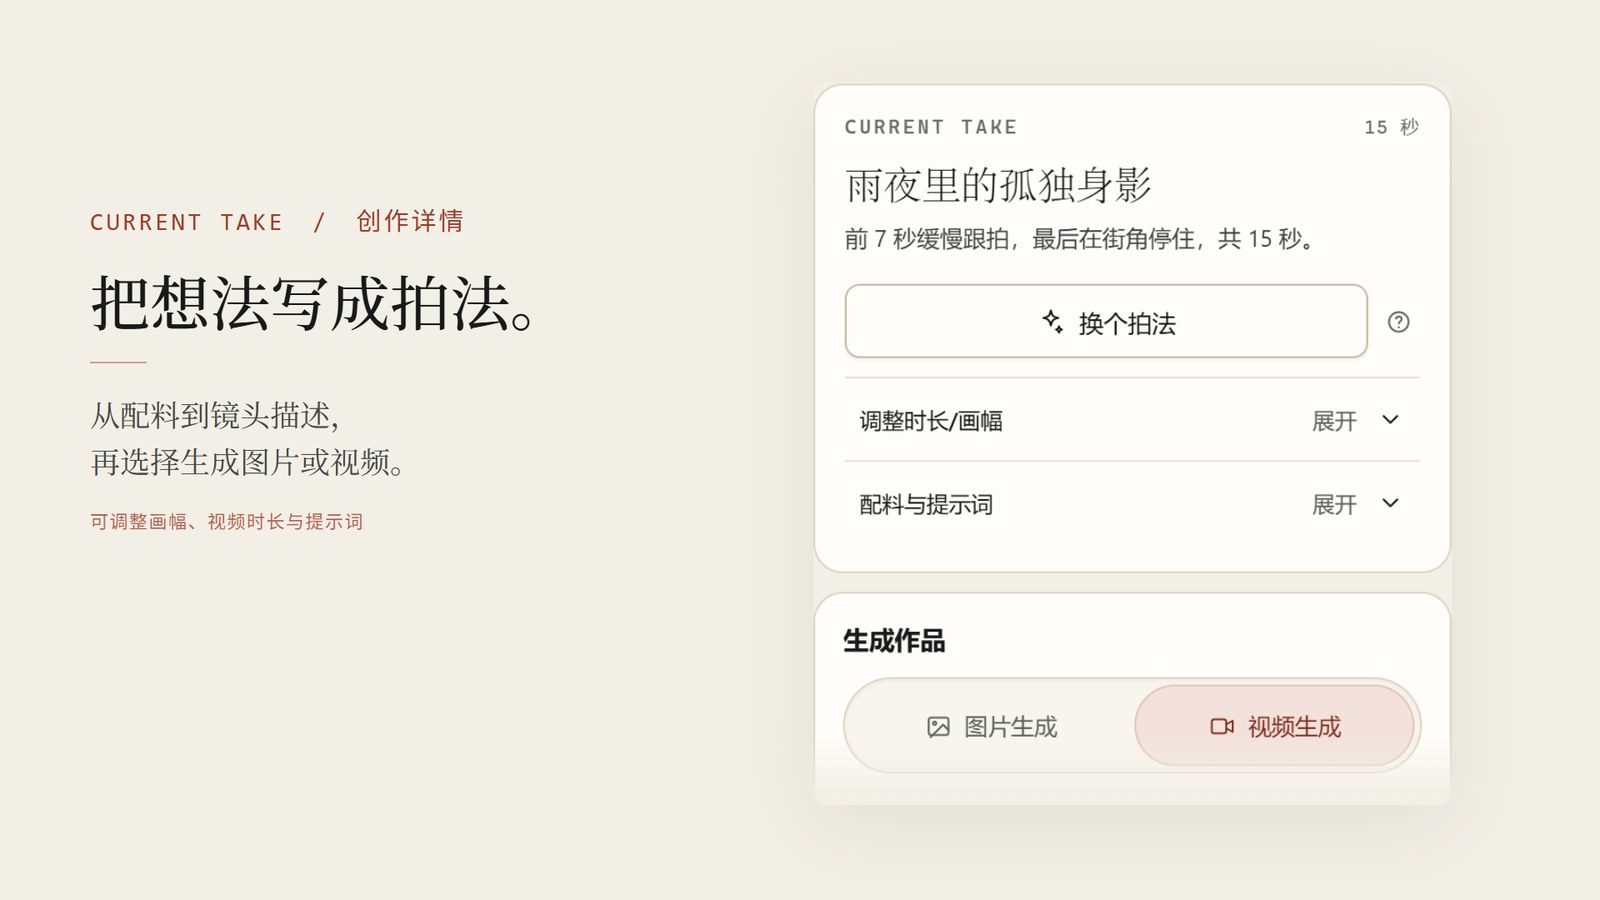 CURRENT TAKE / 创作详情
把想法写成拍法。
从配料到镜头描述，
再选择生成图片或视频。
可调整画幅、视频时长与提示词
CURRENT TAKE 15 秒
雨夜里的孤独身影
前 7 秒缓慢跟拍，最后在街角停住，共 15 秒。
换个拍法
调整时长/画幅 展开
配料与提示词 展开
生成作品
图片生成 视频生成